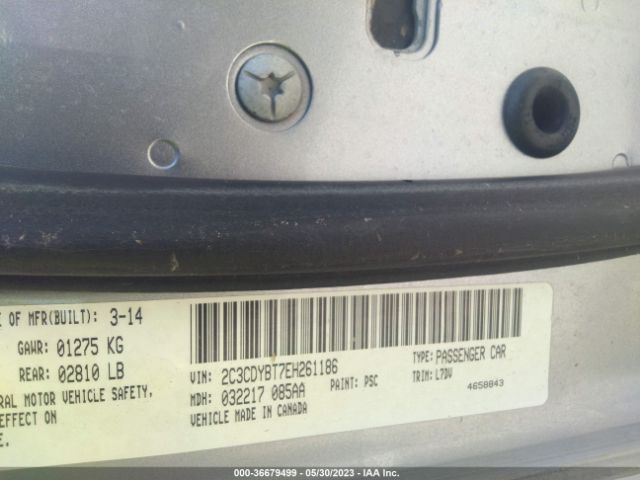 E OF MFR(BUILT): 3-14
GAWR: 01275 KG
REAR: 02810 LB
RAL MOTOR VEHICLE SAFETY,
EFFECT ON
E.
VIN: 2C3CDYBT7EH261186
MDH: 032217 085AA
PAINT: PSC
VEHICLE MADE IN CANADA
TYPE: PASSENGER CAR
TRIM: L7DW
4658843
000-36679499 — 05/30/2023 — IAA Inc.